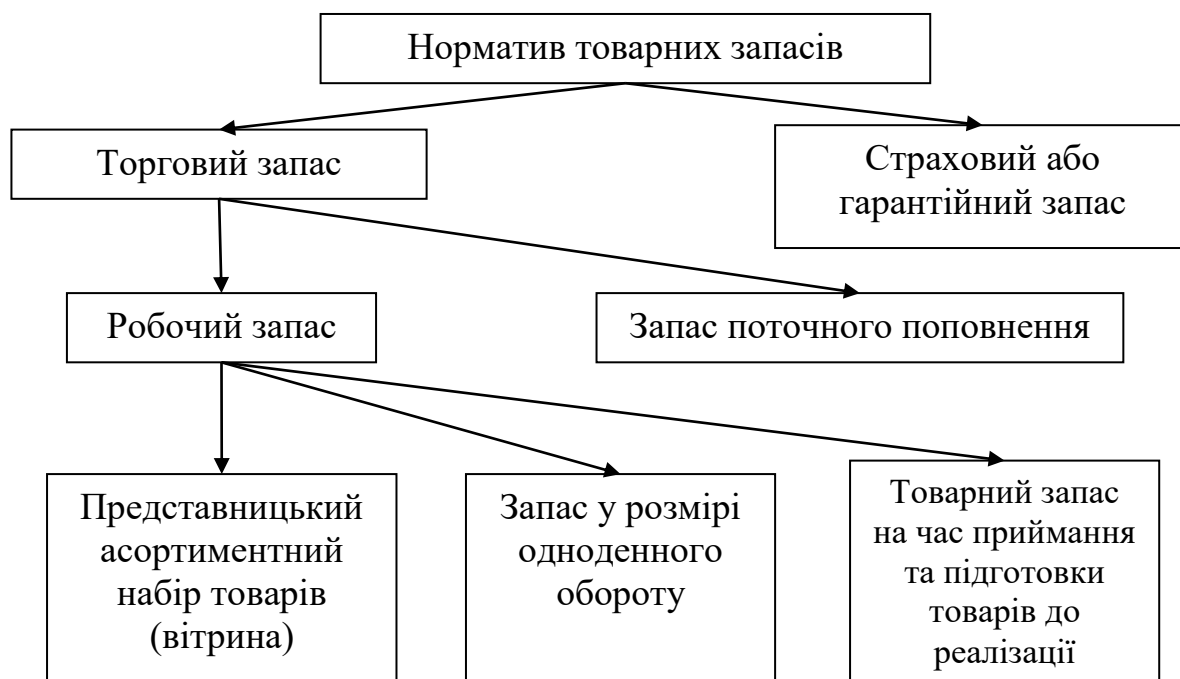 Норматив товарних запасів
Торговий запас
Страховий або
гарантійний запас
Робочий запас
Запас поточного поповнення
Представницький
асортиментний
набір товарів
(вітрина)
Запас у розмірі
одноденного
обороту
Товарний запас
на час приймання
та підготовки
товарів до
реалізації